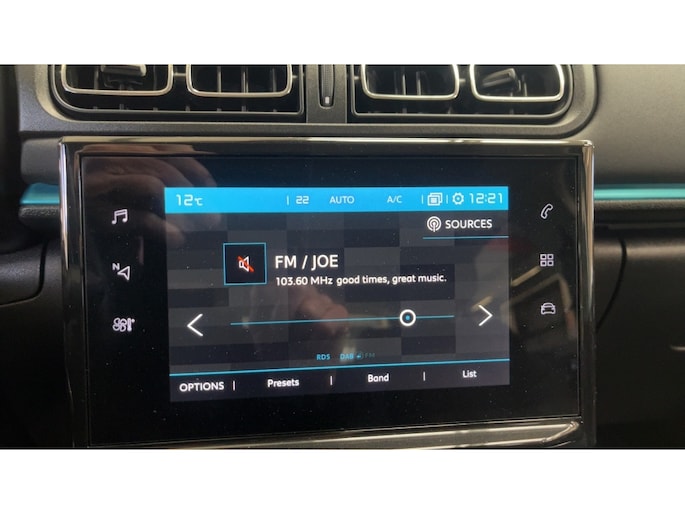 12°C 22 AUTO A/C 12:21
SOURCES
N
FM / JOE
103.60 MHz good times, great music.
RDS DAB FM
OPTIONS Presets Band List